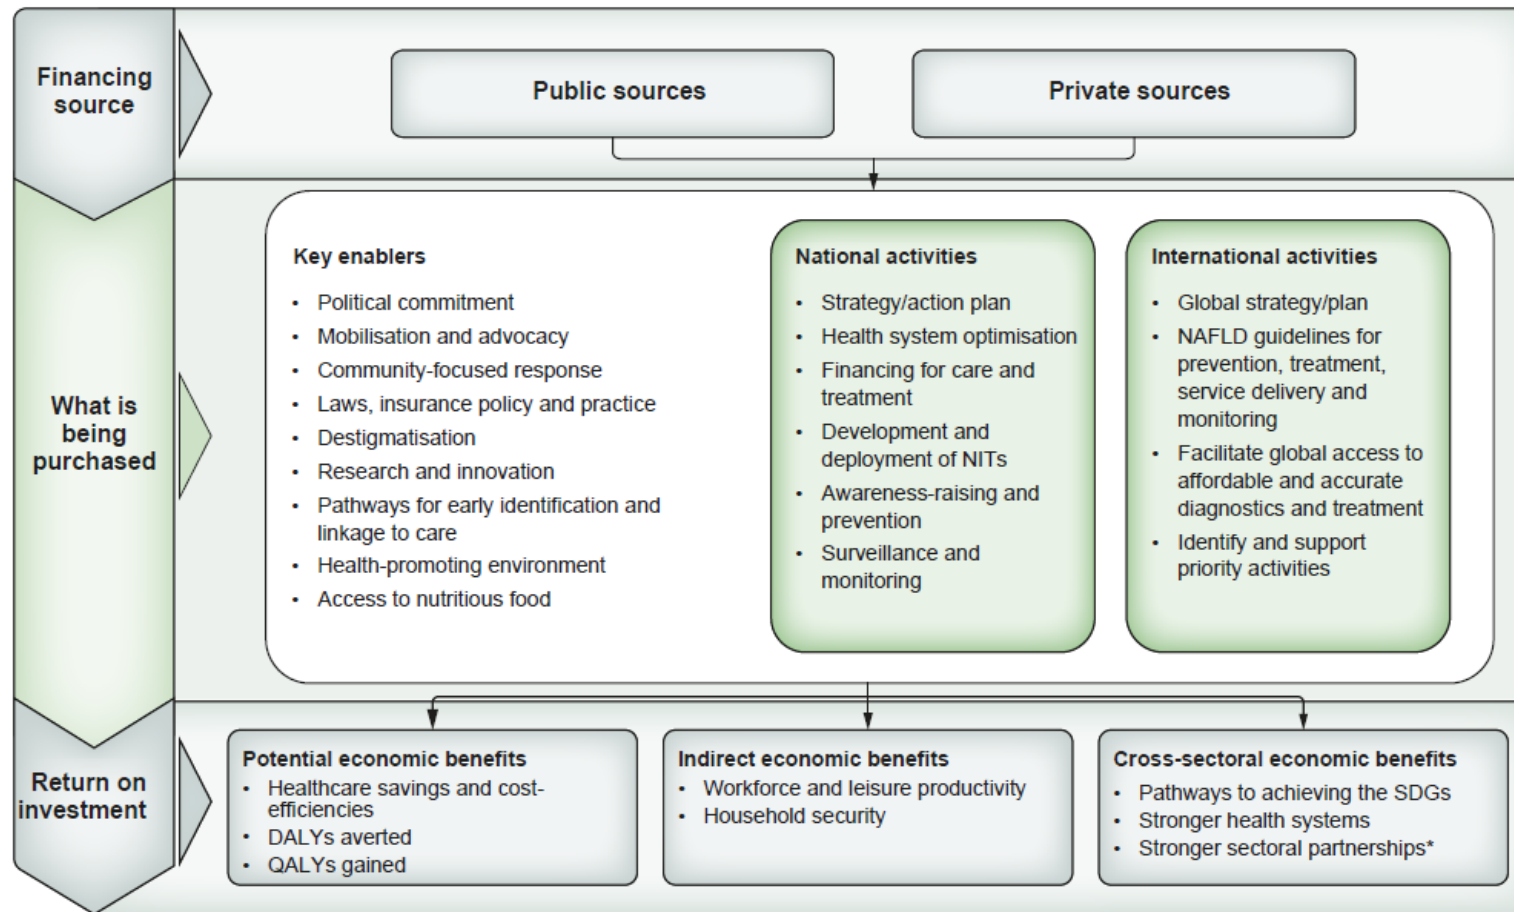 Financing
source
Public sources
Private sources
What is
being
purchased
Key enablers
• Political commitment
• Mobilisation and advocacy
• Community-focused response
• Laws, insurance policy and practice
• Destigmatisation
• Research and innovation
• Pathways for early identification and
linkage to care
• Health-promoting environment
• Access to nutritious food
National activities
• Strategy/action plan
• Health system optimisation
• Financing for care and
treatment
• Development and
deployment of NITs
• Awareness-raising and
prevention
• Surveillance and
monitoring
International activities
• Global strategy/plan
• NAFLD guidelines for
prevention, treatment,
service delivery and
monitoring
• Facilitate global access to
affordable and accurate
diagnostics and treatment
• Identify and support
priority activities
Return on
investment
Potential economic benefits
• Healthcare savings and cost-
efficiencies
• DALYs averted
• QALYs gained
Indirect economic benefits
• Workforce and leisure productivity
• Household security
Cross-sectoral economic benefits
• Pathways to achieving the SDGs
• Stronger health systems
• Stronger sectoral partnerships*